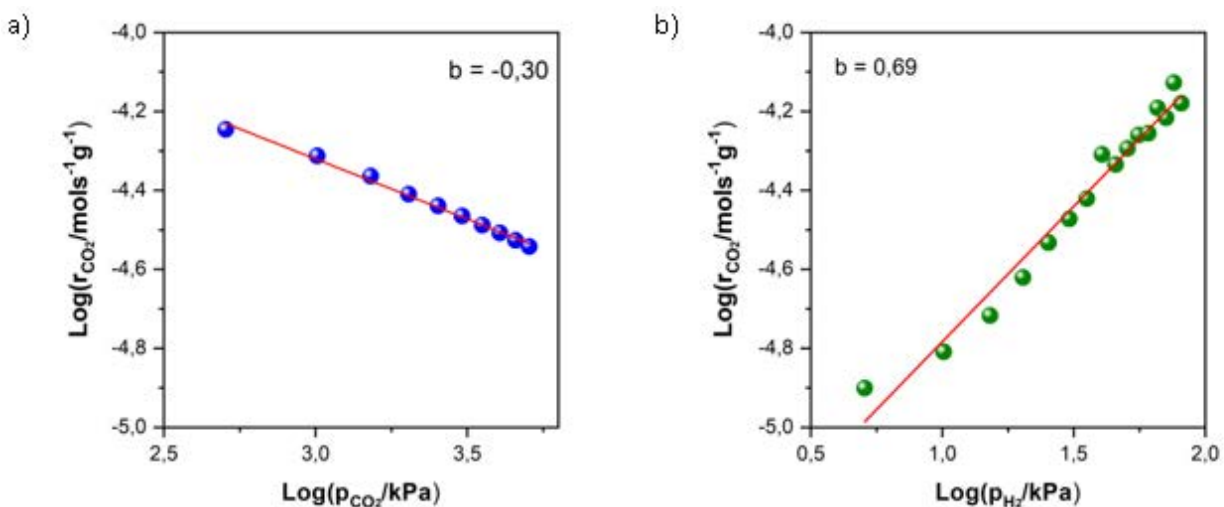 a)
b = -0,30
-4,0
-4,2
-4,4
-4,6
-4,8
-5,0
2,5 3,0 3,5
Log(r_CO₂/mols⁻¹g⁻¹)
Log(p_CO₂/kPa)
b)
b = 0,69
-4,0
-4,2
-4,4
-4,6
-4,8
-5,0
0,5 1,0 1,5 2,0
Log(r_CO₂/mols⁻¹g⁻¹)
Log(p_H₂/kPa)